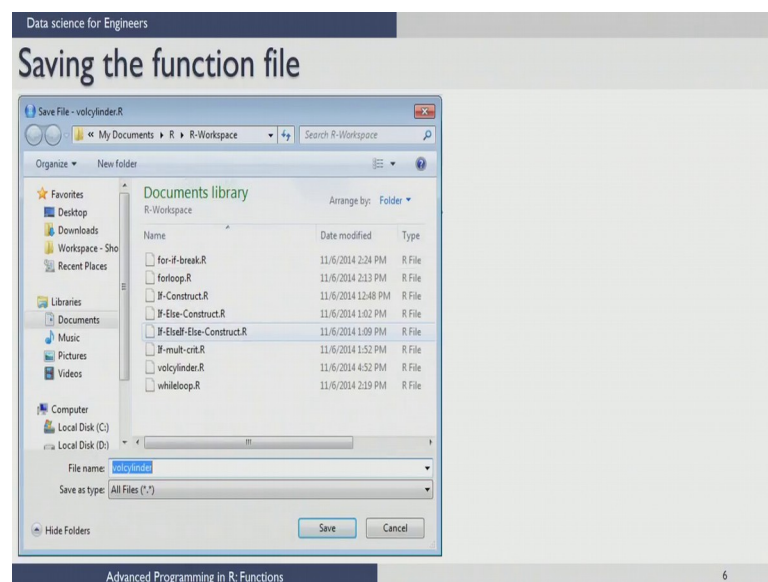 Data science for Engineers
Saving the function file
Save File - volcylinder.R
« My Documents ▸ R ▸ R-Workspace
Search R-Workspace
Organize
New folder
Favorites
Desktop
Downloads
Workspace - Sho
Recent Places
Libraries
Documents
Music
Pictures
Videos
Computer
Local Disk (C:)
Local Disk (D:)
Documents library
R-Workspace
Arrange by: Folder
Name Date modified Type
for-if-break.R 11/6/2014 2:24 PM R File
forloop.R 11/6/2014 2:13 PM R File
If-Construct.R 11/6/2014 12:48 PM R File
If-Else-Construct.R 11/6/2014 1:02 PM R File
If-ElseIf-Else-Construct.R 11/6/2014 1:09 PM R File
If-mult-crit.R 11/6/2014 1:52 PM R File
volcylinder.R 11/6/2014 4:52 PM R File
whileloop.R 11/6/2014 2:19 PM R File
File name: volcylinder
Save as type: All Files (*.*)
Hide Folders
Save
Cancel
Advanced Programming in R: Functions
6